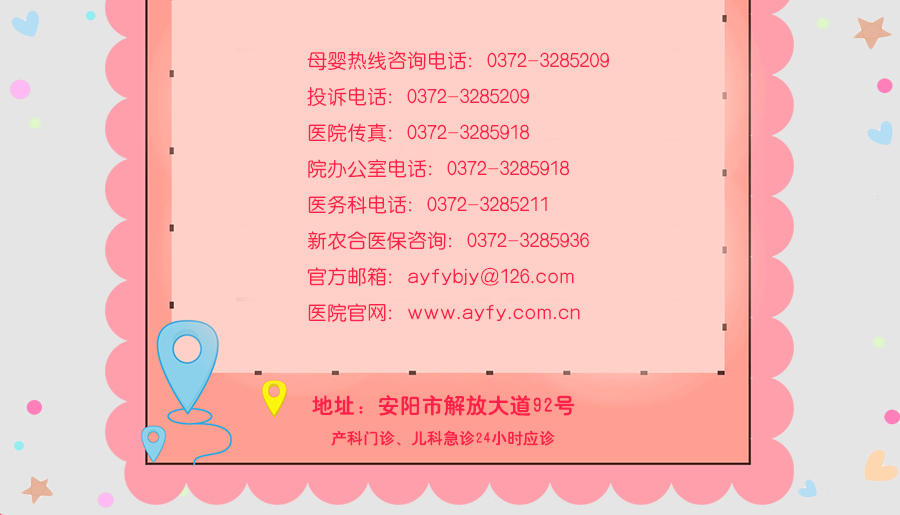 母婴热线咨询电话：0372-3285209
投诉电话：0372-3285209
医院传真：0372-3285918
院办公室电话：0372-3285918
医务科电话：0372-3285211
新农合医保咨询：0372-3285936
官方邮箱：ayfybjy@126.com
医院官网：www.ayfy.com.cn
地址：安阳市解放大道92号
产科门诊、儿科急诊24小时应诊